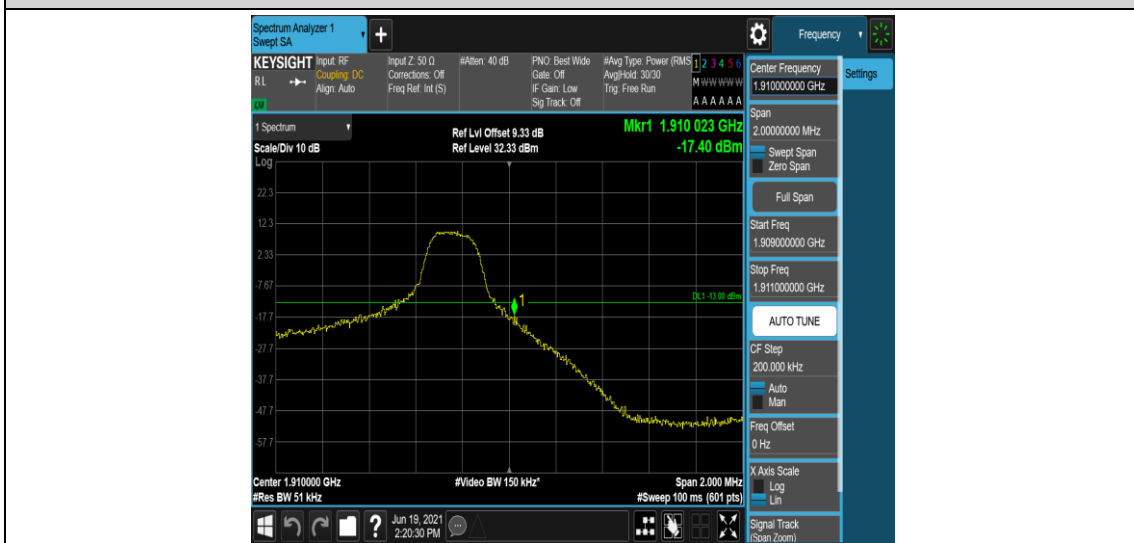 Spectrum Analyzer 1
Swept SA
+
Frequency
KEYSIGHT
RL
LXI
Input: RF
Coupling: DC
Align: Auto
Input Z: 50 Ω
Corrections: Off
Freq Ref: Int (S)
#Atten: 40 dB
PNO: Best Wide
Gate: Off
IF Gain: Low
Sig Track: Off
#Avg Type: Power (RMS
Avg|Hold: 30/30
Trig: Free Run
1 2 3 4 5 6
M W W W W W
A A A A A A
1 Spectrum
Scale/Div 10 dB
Log
Ref Lvl Offset 9.33 dB
Ref Level 32.33 dBm
Mkr1 1.910 023 GHz
-17.40 dBm
22.3
12.3
2.33
-7.67
-17.7
-27.7
-37.7
-47.7
-57.7
DL1 -13.00 dBm
1
Center 1.910000 GHz
#Res BW 51 kHz
#Video BW 150 kHz*
Span 2.000 MHz
#Sweep 100 ms (601 pts)
?
Jun 19, 2021
2:20:30 PM
Center Frequency
1.910000000 GHz
Settings
Span
2.00000000 MHz
Swept Span
Zero Span
Full Span
Start Freq
1.909000000 GHz
Stop Freq
1.911000000 GHz
AUTO TUNE
CF Step
200.000 kHz
Auto
Man
Freq Offset
0 Hz
X Axis Scale
Log
Lin
Signal Track
(Span Zoom)